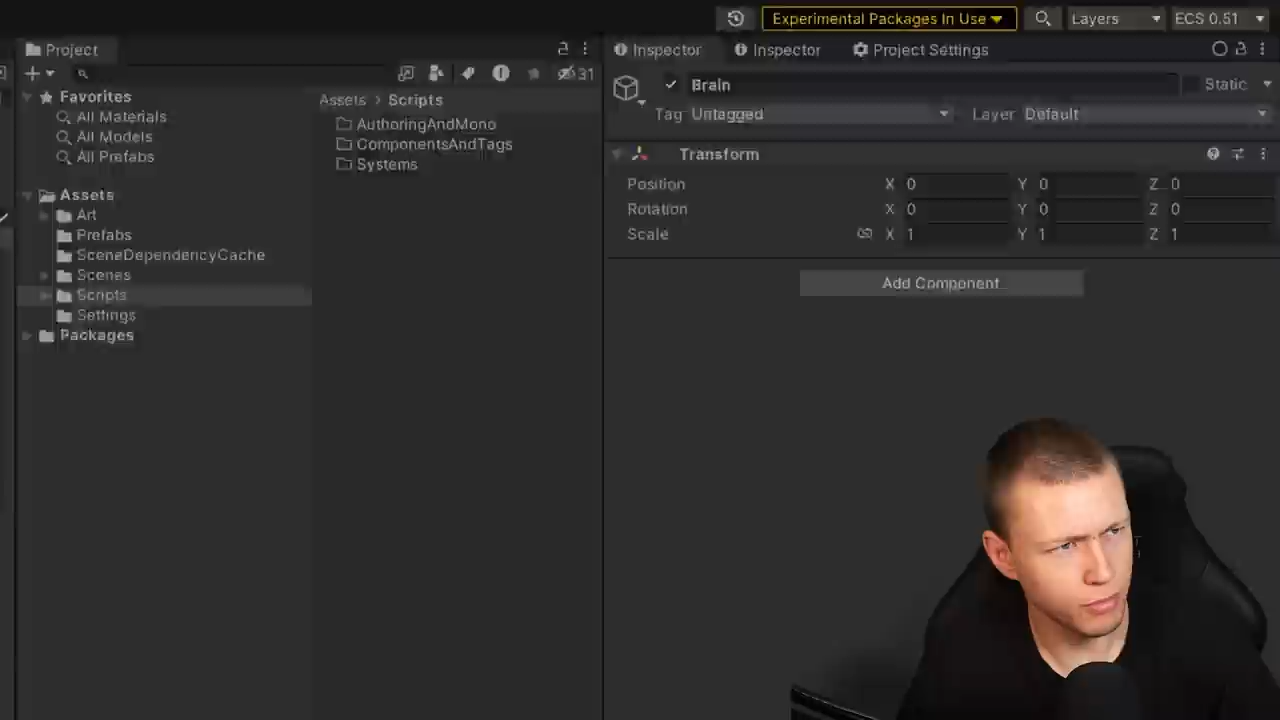 Experimental Packages In Use
Layers
ECS 0.51
Project
31
Favorites
All Materials
All Models
All Prefabs
Assets
Art
Prefabs
SceneDependencyCache
Scenes
Scripts
Settings
Packages
Assets > Scripts
AuthoringAndMono
ComponentsAndTags
Systems
Inspector
Inspector
Project Settings
Brain
Static
Tag Untagged
Layer Default
Transform
Position X 0 Y 0 Z 0
Rotation X 0 Y 0 Z 0
Scale X 1 Y 1 Z 1
Add Component